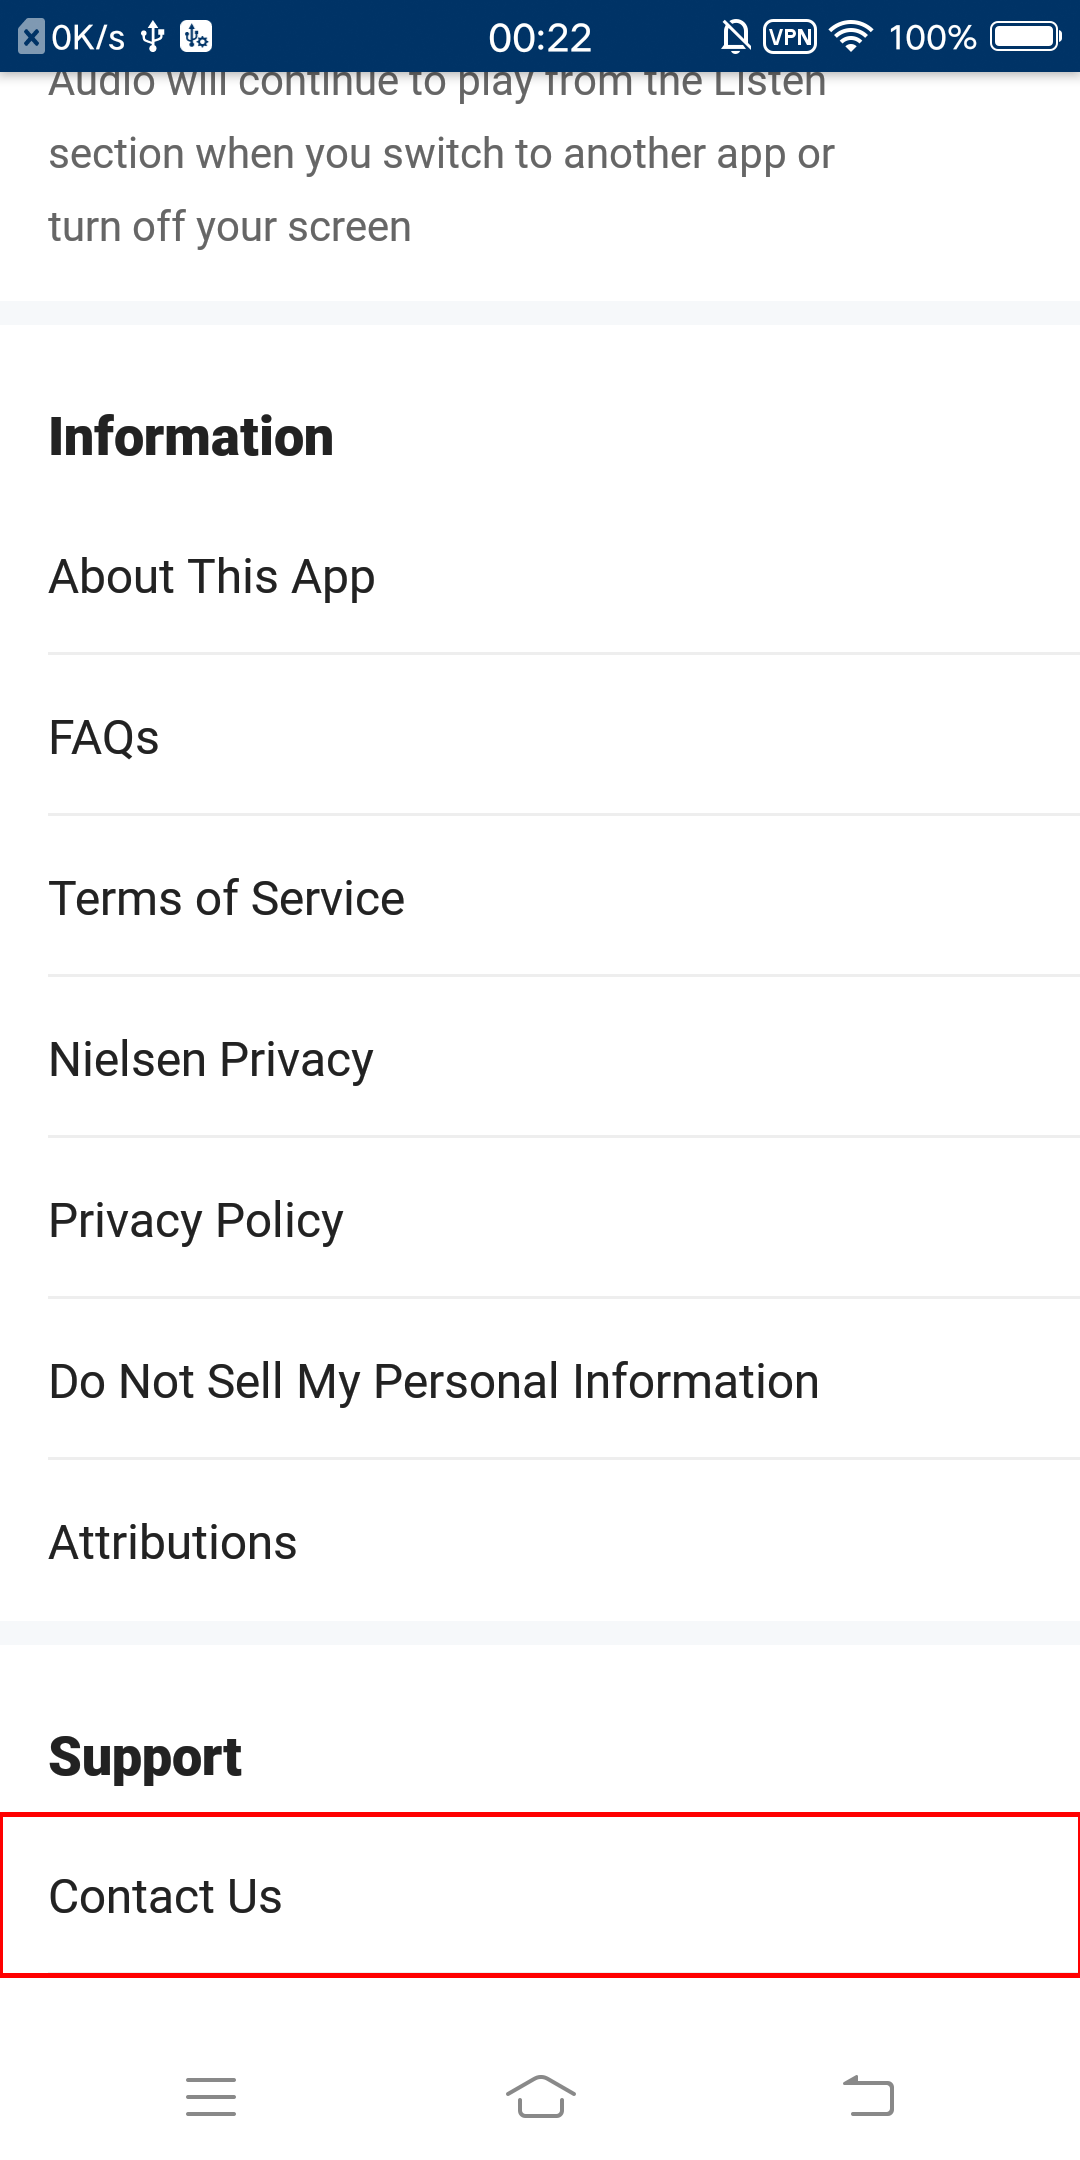 0K/s 00:22 VPN 100%
Audio will continue to play from the Listen
section when you switch to another app or
turn off your screen
Information
About This App
FAQs
Terms of Service
Nielsen Privacy
Privacy Policy
Do Not Sell My Personal Information
Attributions
Support
Contact Us